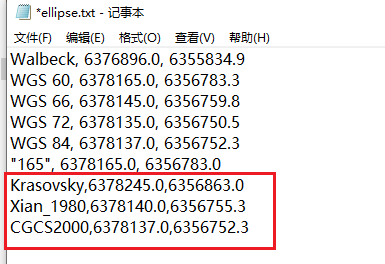 *ellipse.txt - 记事本
文件(F) 编辑(E) 格式(O) 查看(V) 帮助(H)
Walbeck, 6376896.0, 6355834.9
WGS 60, 6378165.0, 6356783.3
WGS 66, 6378145.0, 6356759.8
WGS 72, 6378135.0, 6356750.5
WGS 84, 6378137.0, 6356752.3
"165", 6378165.0, 6356783.0
Krasovsky,6378245.0,6356863.0
Xian_1980,6378140.0,6356755.3
CGCS2000,6378137.0,6356752.3